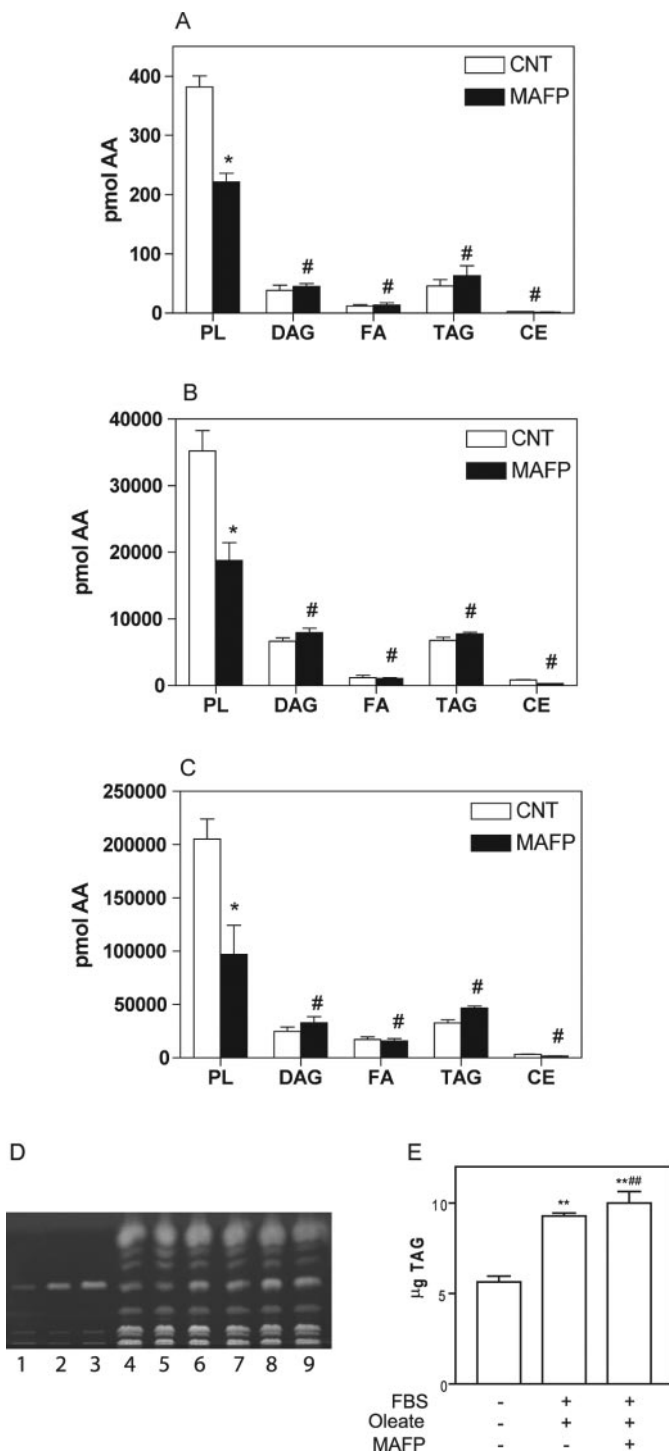 A
CNT
MAFP
pmol AA
400
300
200
100
0
*
#
#
#
#
PL DAG FA TAG CE
B
CNT
MAFP
pmol AA
40000
30000
20000
10000
0
*
#
#
#
#
PL DAG FA TAG CE
C
CNT
MAFP
pmol AA
250000
200000
150000
100000
50000
0
*
#
#
#
#
PL DAG FA TAG CE
D
1 2 3 4 5 6 7 8 9
E
µg TAG
10
5
0
**
**##
FBS - + +
Oleate - + +
MAFP - - +